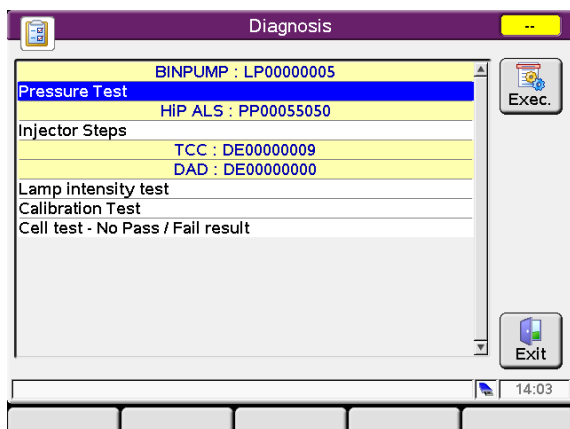 Diagnosis
--
BINPUMP : LP00000005
Pressure Test
HiP ALS : PP00055050
Injector Steps
TCC : DE00000009
DAD : DE00000000
Lamp intensity test
Calibration Test
Cell test - No Pass / Fail result
Exec.
Exit
14:03